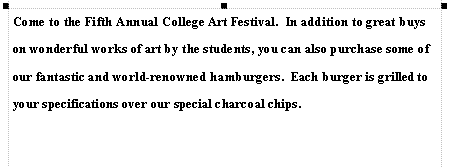 Come to the Fifth Annual College Art Festival.  In addition to great buys
on wonderful works of art by the students, you can also purchase some of
our fantastic and world-renowned hamburgers.  Each burger is grilled to
your specifications over our special charcoal chips.